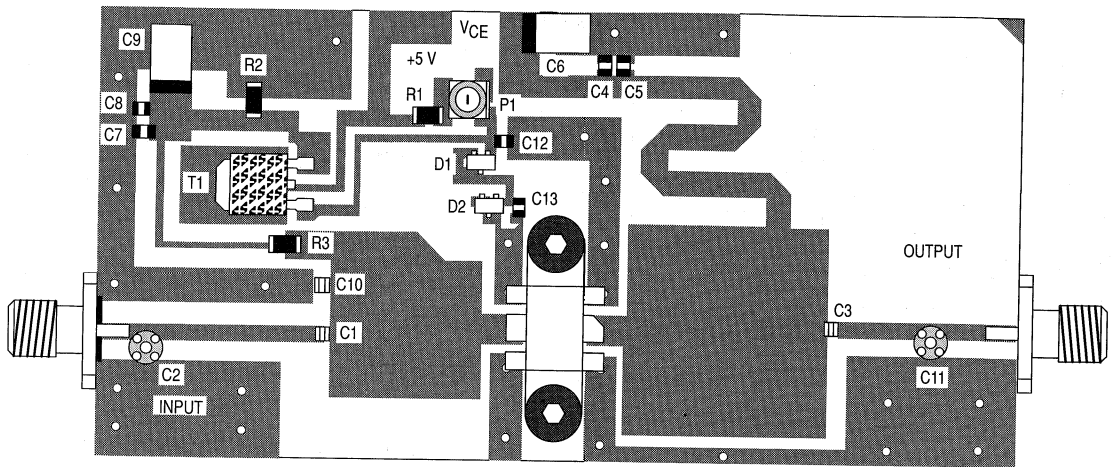 C9
VCE
+5 V
R2
C6
C4
C5
R1
P1
C8
C7
C12
D1
T1
D2
C13
R3
OUTPUT
C10
C1
C3
C2
C11
INPUT